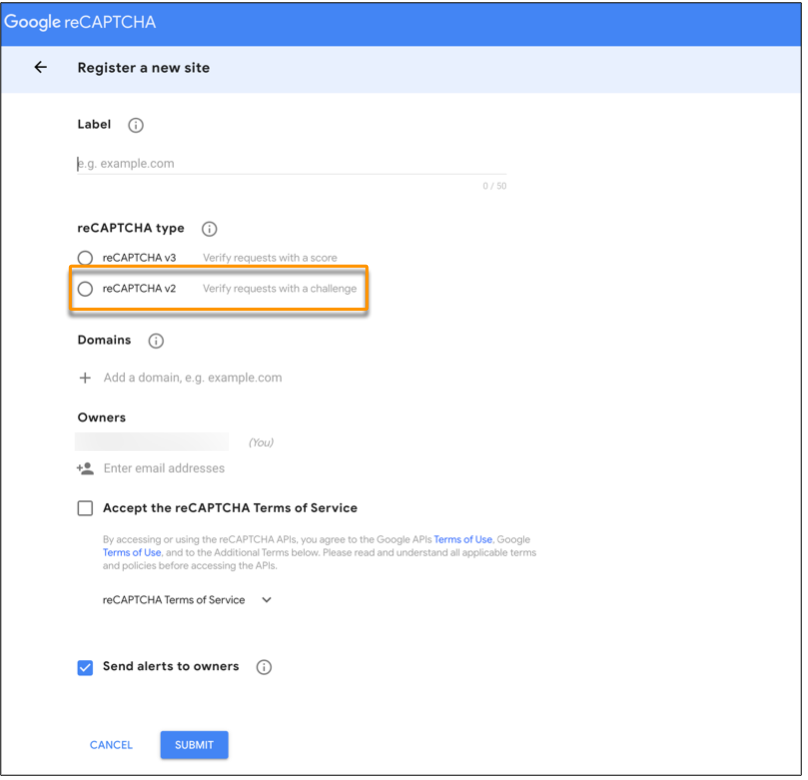 Google reCAPTCHA
Register a new site
Label
e.g. example.com
0 / 50
reCAPTCHA type
reCAPTCHA v3 Verify requests with a score
reCAPTCHA v2 Verify requests with a challenge
Domains
Add a domain, e.g. example.com
Owners
(You)
Enter email addresses
Accept the reCAPTCHA Terms of Service
By accessing or using the reCAPTCHA APIs, you agree to the Google APIs Terms of Use, Google
Terms of Use, and to the Additional Terms below. Please read and understand all applicable terms
and policies before accessing the APIs.
reCAPTCHA Terms of Service
Send alerts to owners
CANCEL SUBMIT